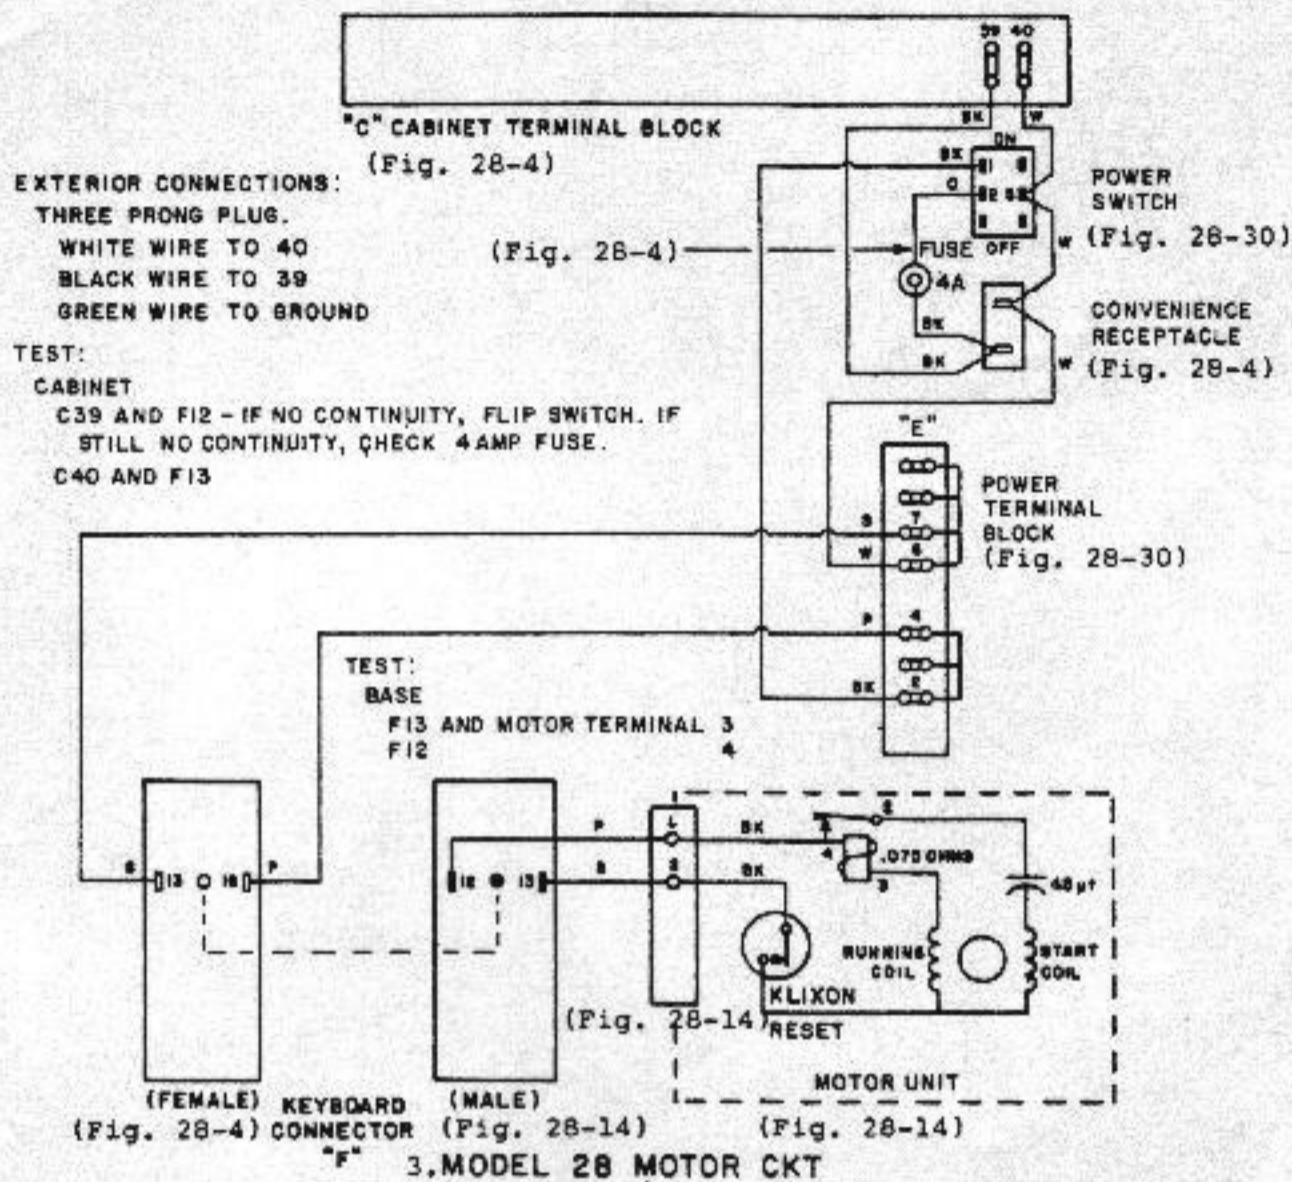 39 40
"C" CABINET TERMINAL BLOCK
(Fig. 28-4)
BK W
ON
BK 1
O 2 5
OFF
POWER
SWITCH
(Fig. 28-30)
EXTERIOR CONNECTIONS:
THREE PRONG PLUG.
WHITE WIRE TO 40
BLACK WIRE TO 39
GREEN WIRE TO GROUND
(Fig. 28-4)
FUSE
4A
W
BK
BK
CONVENIENCE
RECEPTACLE
(Fig. 28-4)
W
TEST:
CABINET
C39 AND F12 - IF NO CONTINUITY, FLIP SWITCH. IF
STILL NO CONTINUITY, CHECK 4 AMP FUSE.
C40 AND F13
"E"
POWER
TERMINAL
BLOCK
(Fig. 28-30)
S 7
W 6
P 4
BK 2
TEST:
BASE
F13 AND MOTOR TERMINAL 3
F12 4
S 13 P
12 13
P BK
S BK
2
4 .075 OHMS
3
48 µf
RUNNING
COIL
START
COIL
KLIXON
RESET
(Fig. 28-14)
MOTOR UNIT
(Fig. 28-14)
(FEMALE)
(Fig. 28-4)
KEYBOARD
CONNECTOR
"F"
(MALE)
(Fig. 28-14)
3. MODEL 28 MOTOR CKT